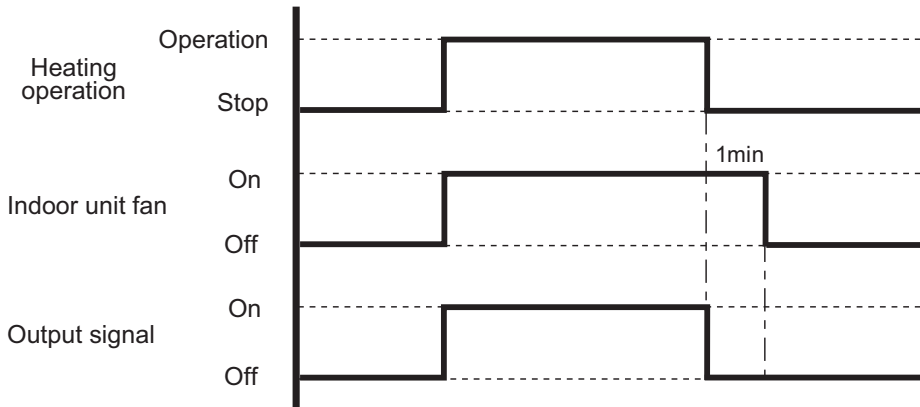 Operation
Heating
operation
Stop
1min
On
Indoor unit fan
Off
On
Output signal
Off